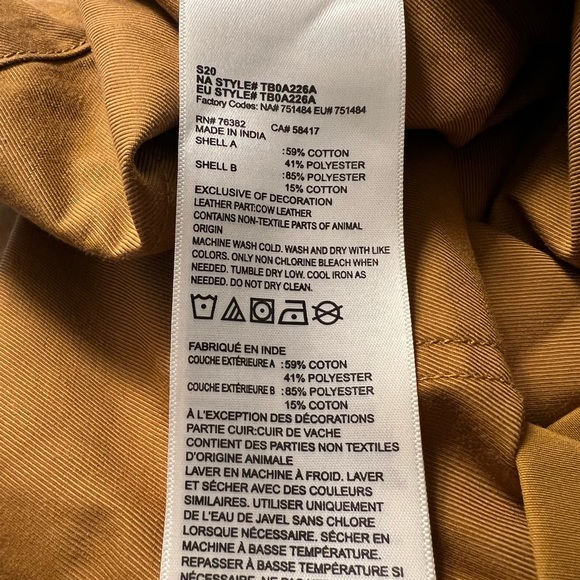 S20
NA STYLE# TB0A226A
EU STYLE# TB0A226A
Factory Codes: NA# 751484 EU# 751484
RN# 76382 CA# 58417
MADE IN INDIA
SHELL A :59% COTTON
41% POLYESTER
SHELL B :85% POLYESTER
15% COTTON
EXCLUSIVE OF DECORATION
LEATHER PART:COW LEATHER
CONTAINS NON-TEXTILE PARTS OF ANIMAL
ORIGIN
MACHINE WASH COLD. WASH AND DRY WITH LIKE
COLORS. ONLY NON CHLORINE BLEACH WHEN
NEEDED. TUMBLE DRY LOW. COOL IRON AS
NEEDED. DO NOT DRY CLEAN.
FABRIQUÉ EN INDE
COUCHE EXTÉRIEURE A :59% COTON
41% POLYESTER
COUCHE EXTÉRIEURE B :85% POLYESTER
15% COTON
À L'EXCEPTION DES DÉCORATIONS
PARTIE CUIR:CUIR DE VACHE
CONTIENT DES PARTIES NON TEXTILES
D'ORIGINE ANIMALE
LAVER EN MACHINE À FROID. LAVER
ET SÉCHER AVEC DES COULEURS
SIMILAIRES. UTILISER UNIQUEMENT
DE L'EAU DE JAVEL SANS CHLORE
LORSQUE NÉCESSAIRE. SÉCHER EN
MACHINE À BASSE TEMPÉRATURE.
REPASSER À BASSE TEMPÉRATURE SI